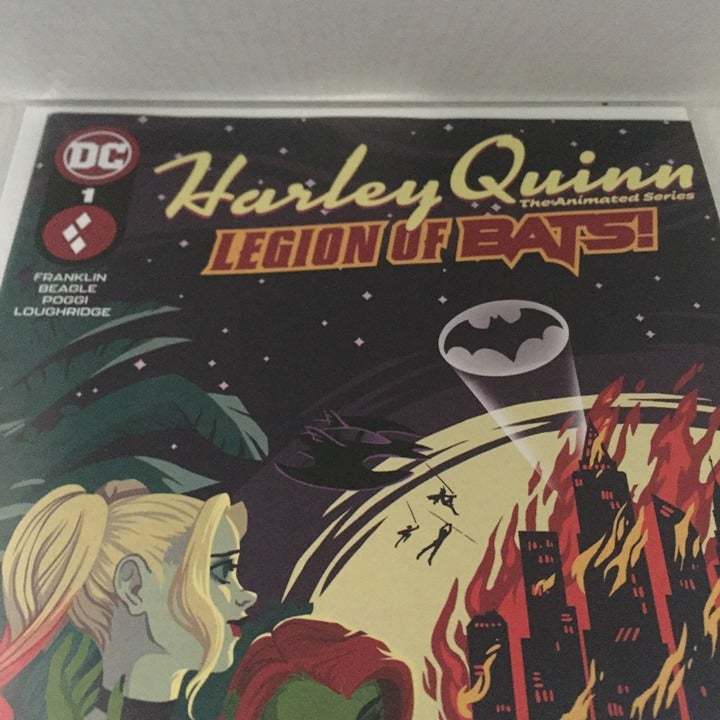 DC
1
FRANKLIN
BEAGLE
POGGI
LOUGHRIDGE
Harley Quinn
The Animated Series
LEGION OF BATS!